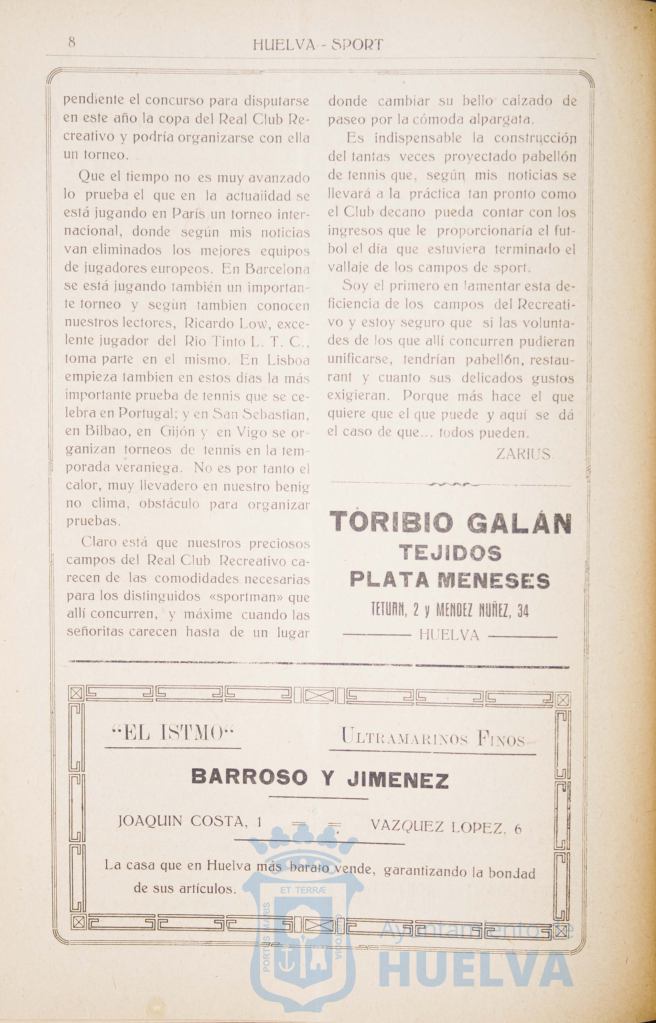 8
HUELVA - SPORT
pendiente el concurso para disputarse
en este año la copa del Real Club Re-
creativo y podría organizarse con ella
un torneo.
Que el tiempo no es muy avanzado
lo prueba el que en la actualidad se
está jugando en París un torneo inter-
nacional, donde según mis noticias
van eliminados los mejores equipos
de jugadores europeos. En Barcelona
se está jugando también un importan-
te torneo y según tambien conocen
nuestros lectores, Ricardo Low, exce-
lente jugador del Rio Tinto L. T. C.,
toma parte en el mismo. En Lisboa
empieza tambien en estos días la más
importante prueba de tennis que se ce-
lebra en Portugal; y en San Sebastian,
en Bilbao, en Gijón y en Vigo se or-
ganizan torneos de tennis en la tem-
porada veraniega. No es por tanto el
calor, muy llevadero en nuestro benig
no clima, obstáculo para organizar
pruebas.
Claro está que nuestros preciosos
campos del Real Club Recreativo ca-
recen de las comodidades necesarias
para los distinguidos «sportman» que
allí concurren, y máxime cuando las
señoritas carecen hasta de un lugar
donde cambiar su bello calzado de
paseo por la cómoda alpargata.
Es indispensable la construcción
del tantas veces proyectado pabellón
de tennis que, según mis noticias se
llevará a la práctica tan pronto como
el Club decano pueda contar con los
ingresos que le proporcionaría el fut-
bol el día que estuviera terminado el
vallaje de los campos de sport.
Soy el primero en lamentar esta de-
ficiencia de los campos del Recreati-
vo y estoy seguro que si las volunta-
des de los que allí concurren pudieran
unificarse, tendrían pabellón, restau-
rant y cuanto sus delicados gustos
exigieran. Porque más hace el que
quiere que el que puede y aquí se dá
el caso de que... todos pueden.
ZARIUS
TORIBIO GALÁN
TEJIDOS
PLATA MENESES
TETUAN, 2 y MENDEZ NUÑEZ, 34
HUELVA
“EL ISTMO“
ULTRAMARINOS FINOS
BARROSO Y JIMENEZ
JOAQUIN COSTA, 1 = = VAZQUEZ LOPEZ, 6
La casa que en Huelva más barato vende, garantizando la bondad
de sus artículos.
ET TERRÆ
PORTUS MARIS
CUSTODIA
Ayuntamiento de
HUELVA